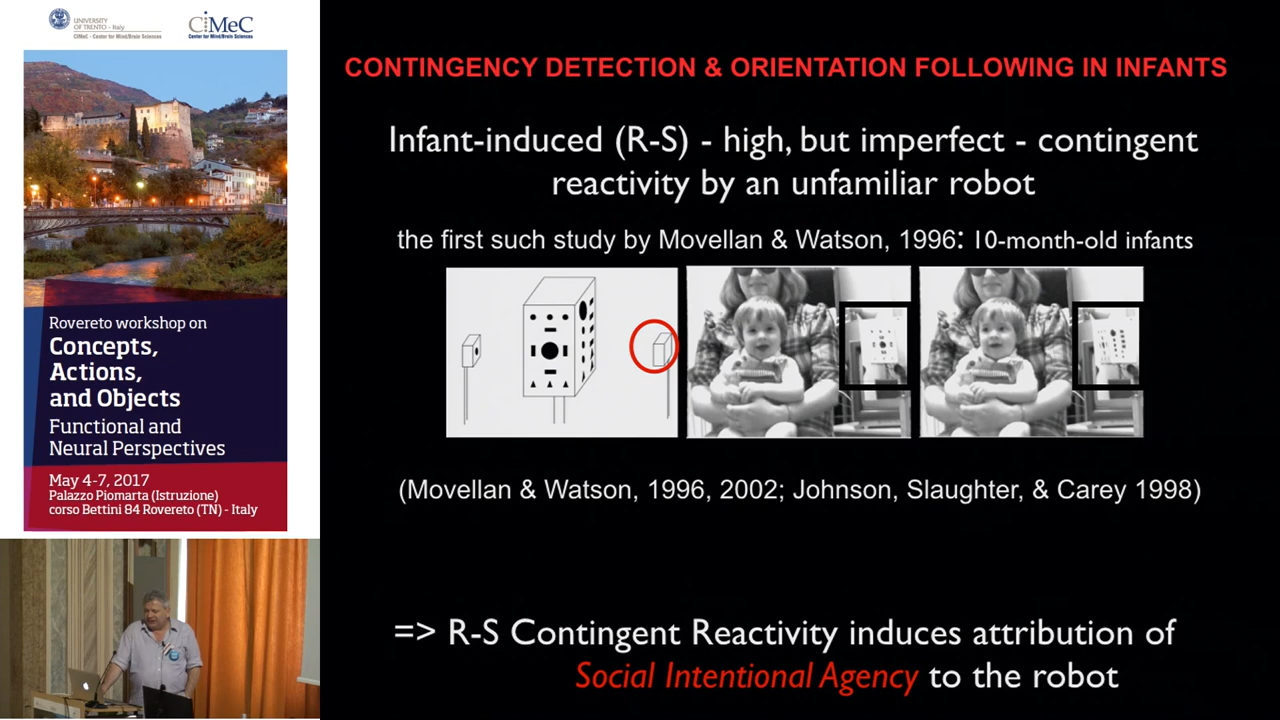 UNIVERSITY
OF TRENTO - Italy
CIMeC - Center for Mind/Brain Sciences
CiMeC
Center for Mind/Brain Sciences
Rovereto workshop on
Concepts,
Actions,
and Objects
Functional and
Neural Perspectives
May 4-7, 2017
Palazzo Piomarta (Istruzione)
corso Bettini 84 Rovereto (TN) - Italy
CONTINGENCY DETECTION & ORIENTATION FOLLOWING IN INFANTS
Infant-induced (R-S) - high, but imperfect - contingent
reactivity by an unfamiliar robot
the first such study by Movellan & Watson, 1996: 10-month-old infants
(Movellan & Watson, 1996, 2002; Johnson, Slaughter, & Carey 1998)
=> R-S Contingent Reactivity induces attribution of
Social Intentional Agency to the robot